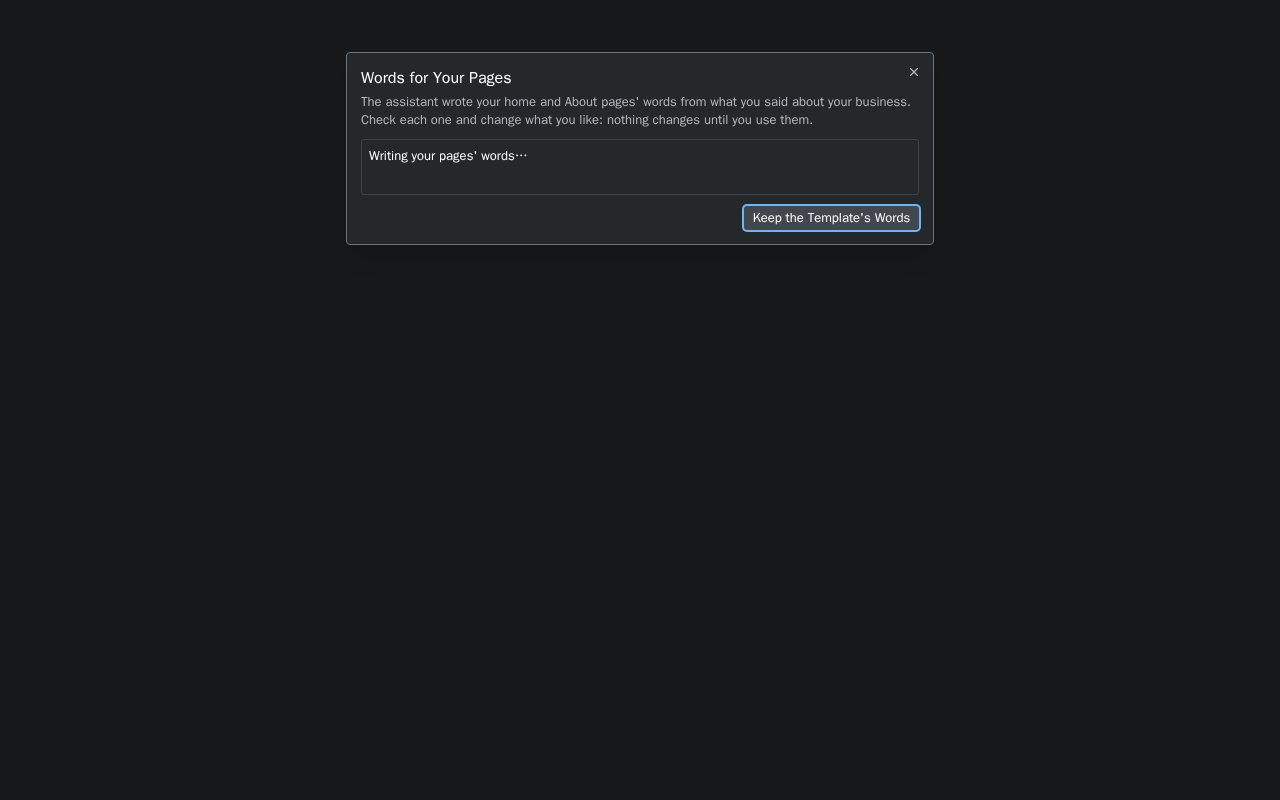 Words for Your Pages
The assistant wrote your home and About pages' words from what you said about your business.
Check each one and change what you like: nothing changes until you use them.
Writing your pages' words…
Keep the Template's Words